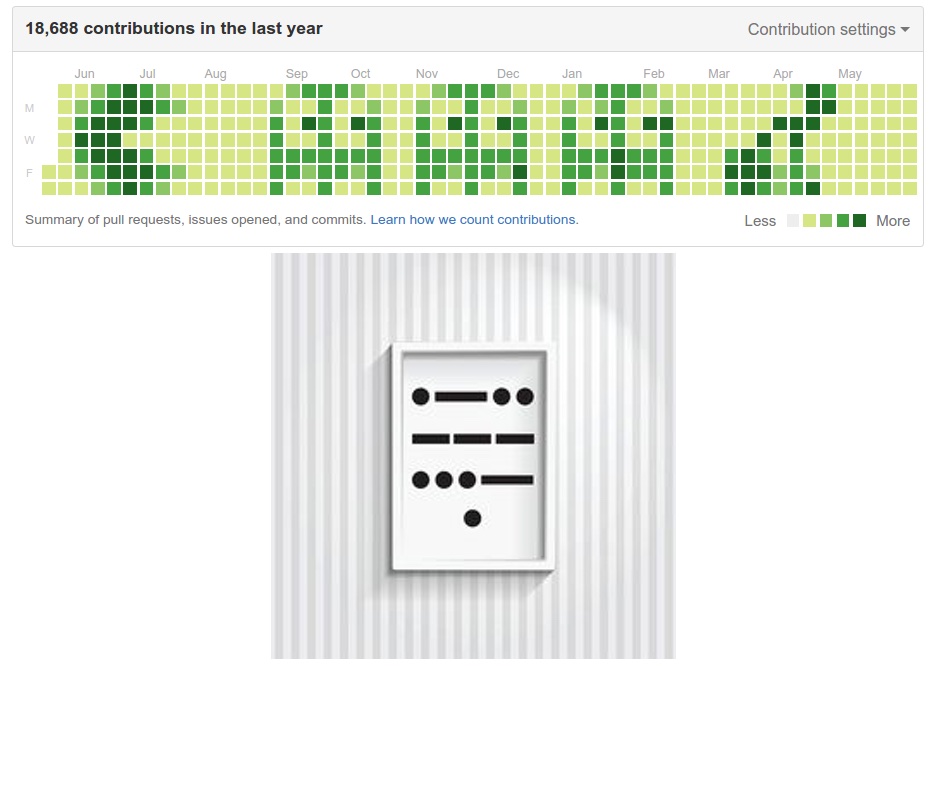 18,688 contributions in the last year
Contribution settings
Jun Jul Aug Sep Oct Nov Dec Jan Feb Mar Apr May
M
W
F
Summary of pull requests, issues opened, and commits. Learn how we count contributions.
Less More